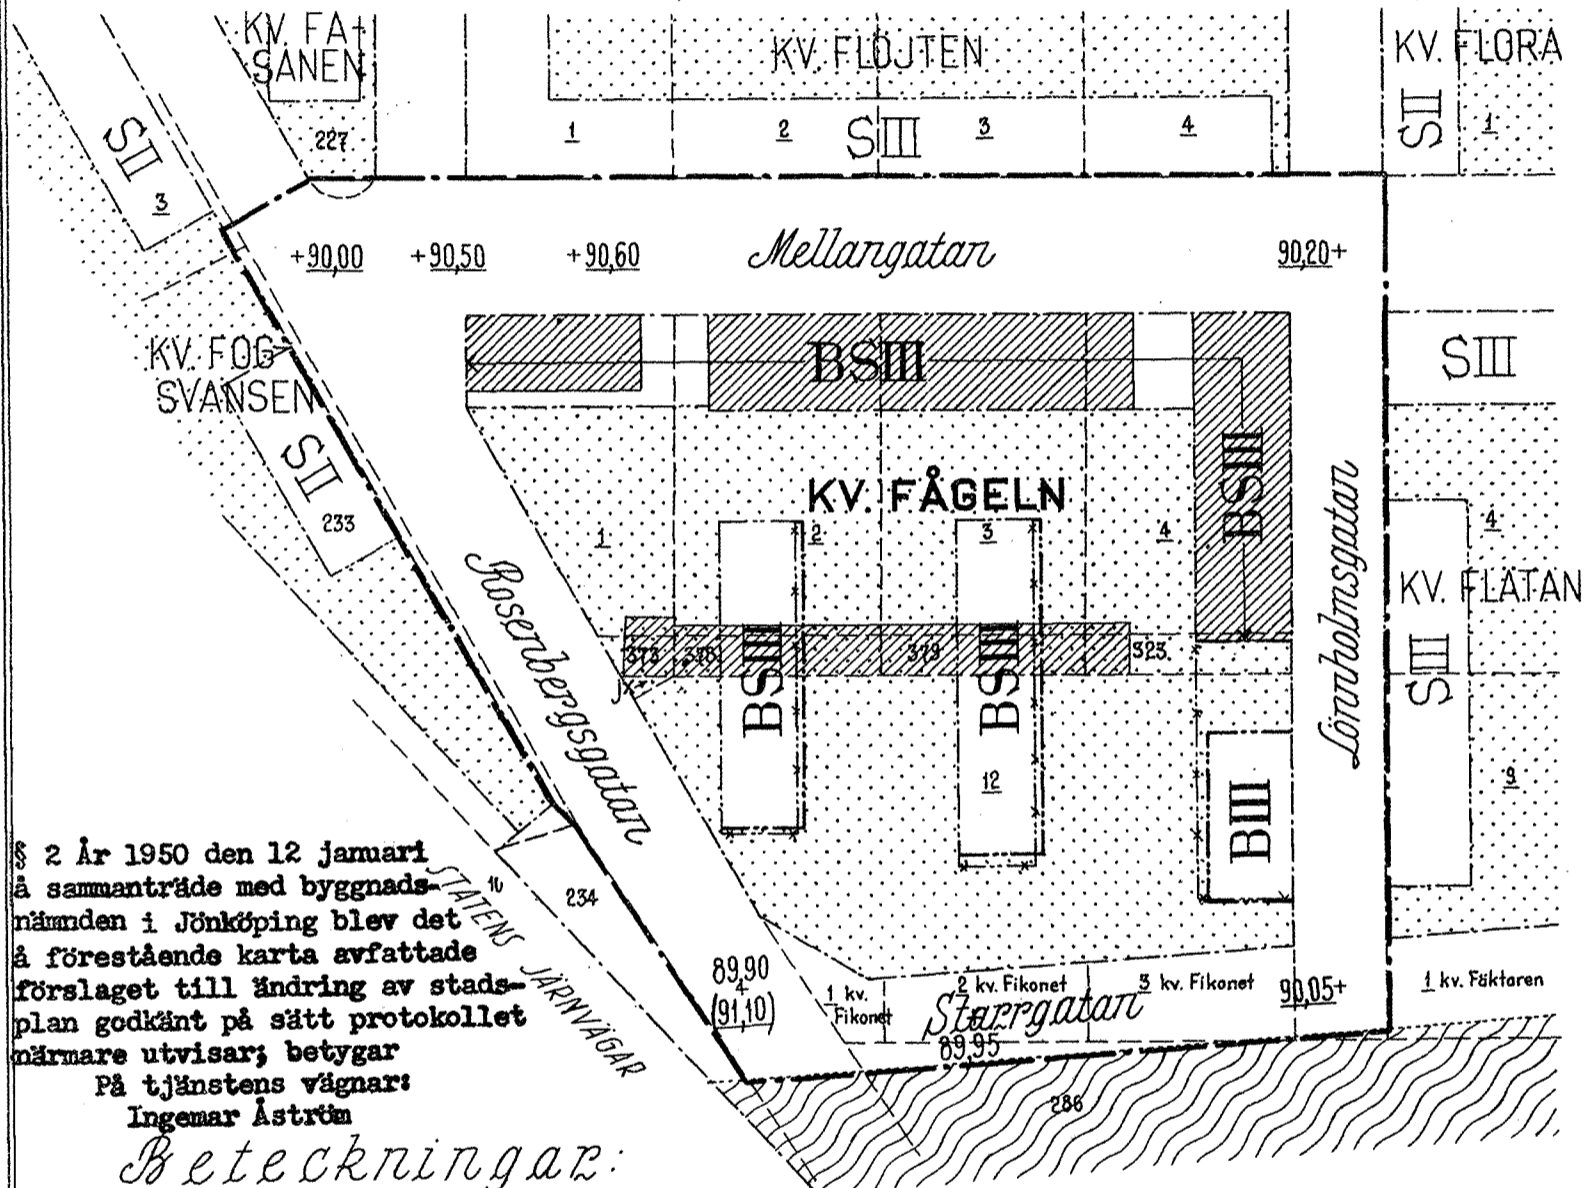 KV. FA-
SANEN
KV. FLÖJTEN
KV. FLORA
227
1
2
SIII
3
4
SII
1
SII
3
+90,00
+90,50
+90,60
Mellangatan
90,20+
KV. FOG-
SVANSEN
SII
233
BSIII
BSIII
SIII
KV. FÅGELN
1
2
3
4
4
KV. FLÄTAN
SIII
9
Rosenbergsgatan
Lönnholmsgatan
373
378
379
323
BSIII
BSIII
12
BIII
§ 2 År 1950 den 12 januari
å sammanträde med byggnads-
nämnden i Jönköping blev det
å förestående karta avfattade
förslaget till ändring av stads-
plan godkänt på sätt protokollet
närmare utvisar; betygar
På tjänstens vägnar:
Ingemar Åström
10
234
STATENS JÄRNVÄGAR
89,90
+
(91,10)
1 kv.
Fikonet
2 kv. Fikonet
3 kv. Fikonet
90,05+
1 kv. Fäktaren
Starrgatan
89,95
286
Beteckningar: